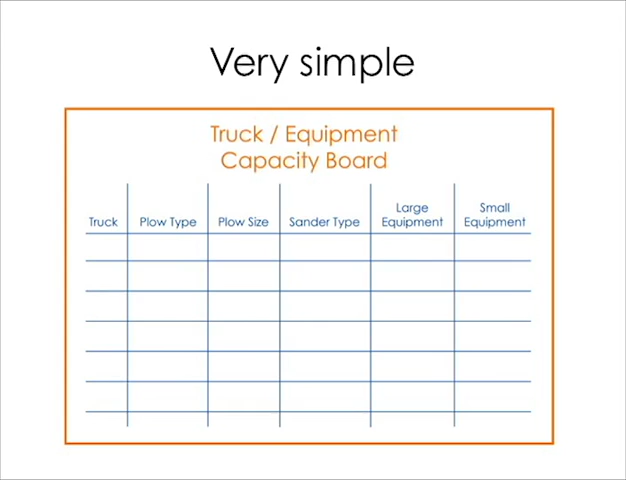 Very simple
Truck / Equipment
Capacity Board
Truck
Plow Type
Plow Size
Sander Type
Large
Equipment
Small
Equipment